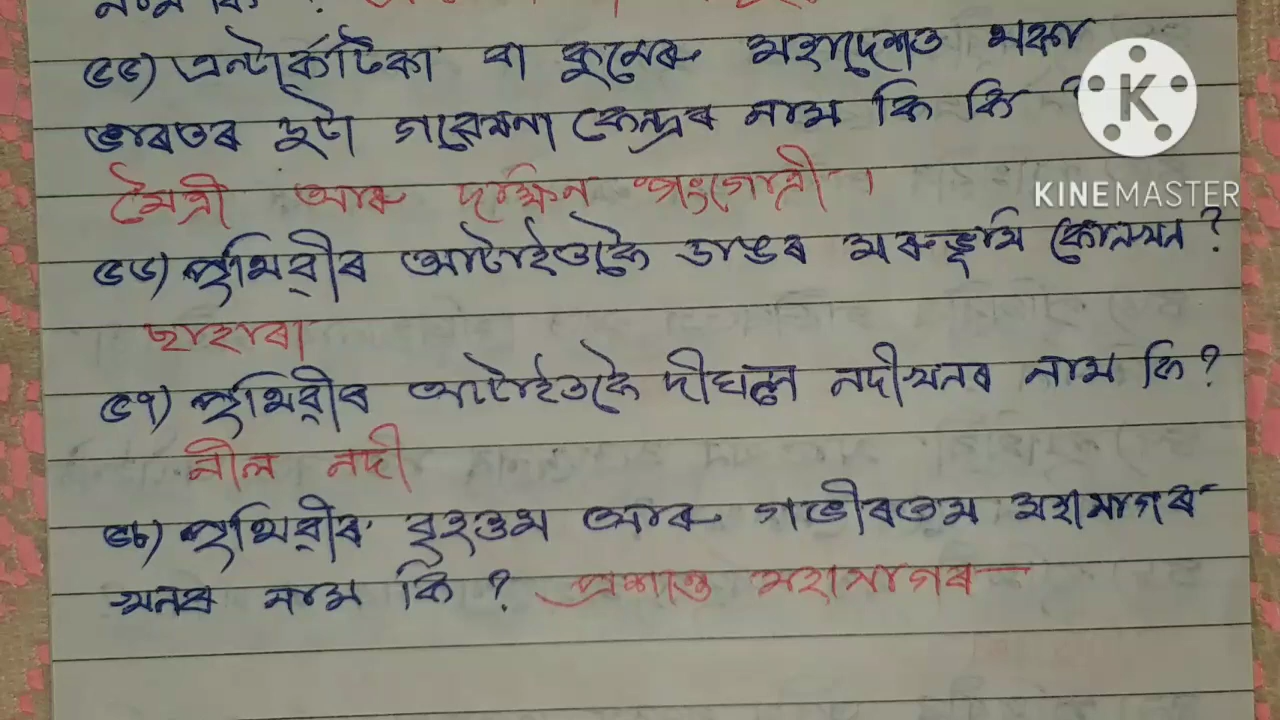 নাম কি ?
৫৫) এন্টাৰ্কটিকা বা কুমেৰু মহাদেশত থকা
ভাৰতৰ দুটা গৱেষনা কেন্দ্ৰৰ নাম কি কি ?
মৈত্ৰী আৰু দক্ষিন গংগোত্ৰী ।
KINEMASTER
৫৬) পৃথিৱীৰ আটাইতকৈ ডাঙৰ মৰুভূমি কোনখন ?
ছাহাৰা
৫৭) পৃথিৱীৰ আটাইতকৈ দীঘল নদীখনৰ নাম কি ?
নীল নদী
৫৮) পৃথিৱীৰ বৃহত্তম আৰু গভীৰতম মহাসাগৰ
খনৰ নাম কি ? প্ৰশান্ত মহাসাগৰ